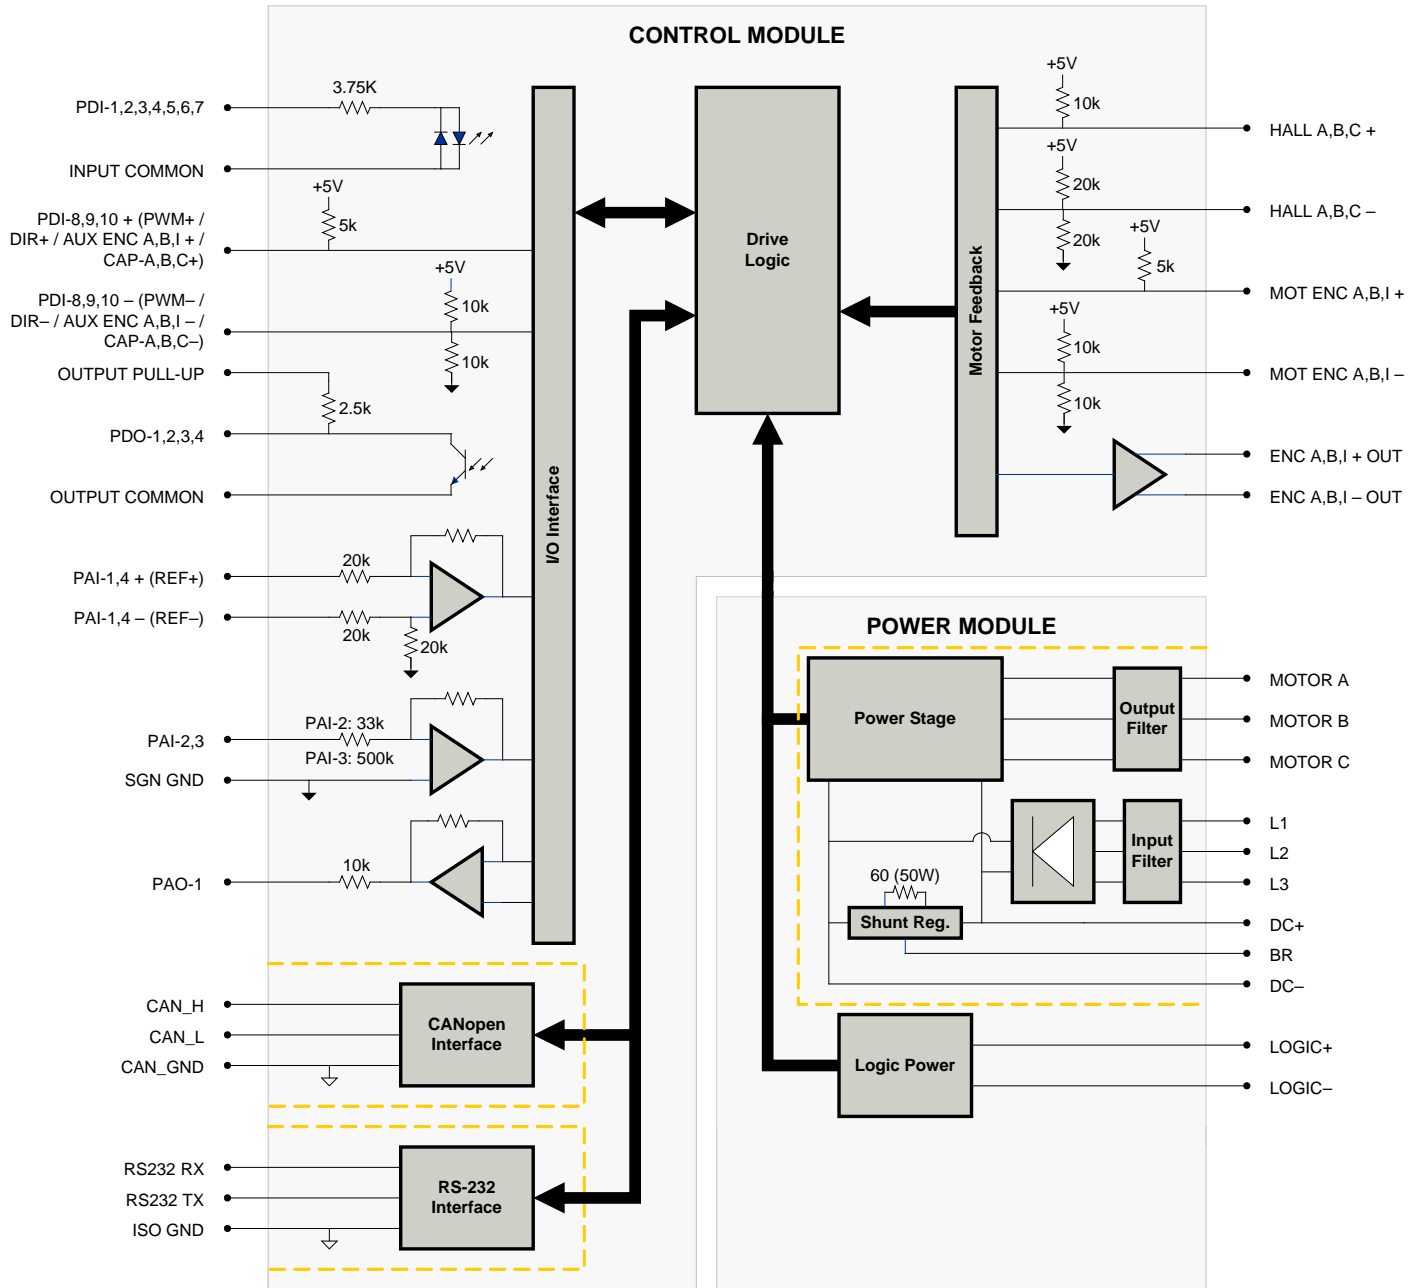 CONTROL MODULE
PDI-1,2,3,4,5,6,7
3.75K
INPUT COMMON
+5V
5k
PDI-8,9,10 + (PWM+ /
DIR+ / AUX ENC A,B,I + /
CAP-A,B,C+)
+5V
10k
10k
PDI-8,9,10 – (PWM– /
DIR– / AUX ENC A,B,I – /
CAP-A,B,C–)
OUTPUT PULL-UP
2.5k
PDO-1,2,3,4
OUTPUT COMMON
PAI-1,4 + (REF+)
20k
PAI-1,4 – (REF–)
20k
20k
PAI-2: 33k
PAI-2,3
PAI-3: 500k
SGN GND
10k
PAO-1
I/O Interface
Drive
Logic
Motor Feedback
+5V
10k
HALL A,B,C +
+5V
20k
HALL A,B,C –
20k
+5V
5k
MOT ENC A,B,I +
+5V
10k
MOT ENC A,B,I –
10k
ENC A,B,I + OUT
ENC A,B,I – OUT
CAN_H
CAN_L
CAN_GND
CANopen
Interface
RS232 RX
RS232 TX
ISO GND
RS-232
Interface
POWER MODULE
Power Stage
Output
Filter
MOTOR A
MOTOR B
MOTOR C
Input
Filter
L1
L2
L3
60 (50W)
Shunt Reg.
DC+
BR
DC–
Logic Power
LOGIC+
LOGIC–